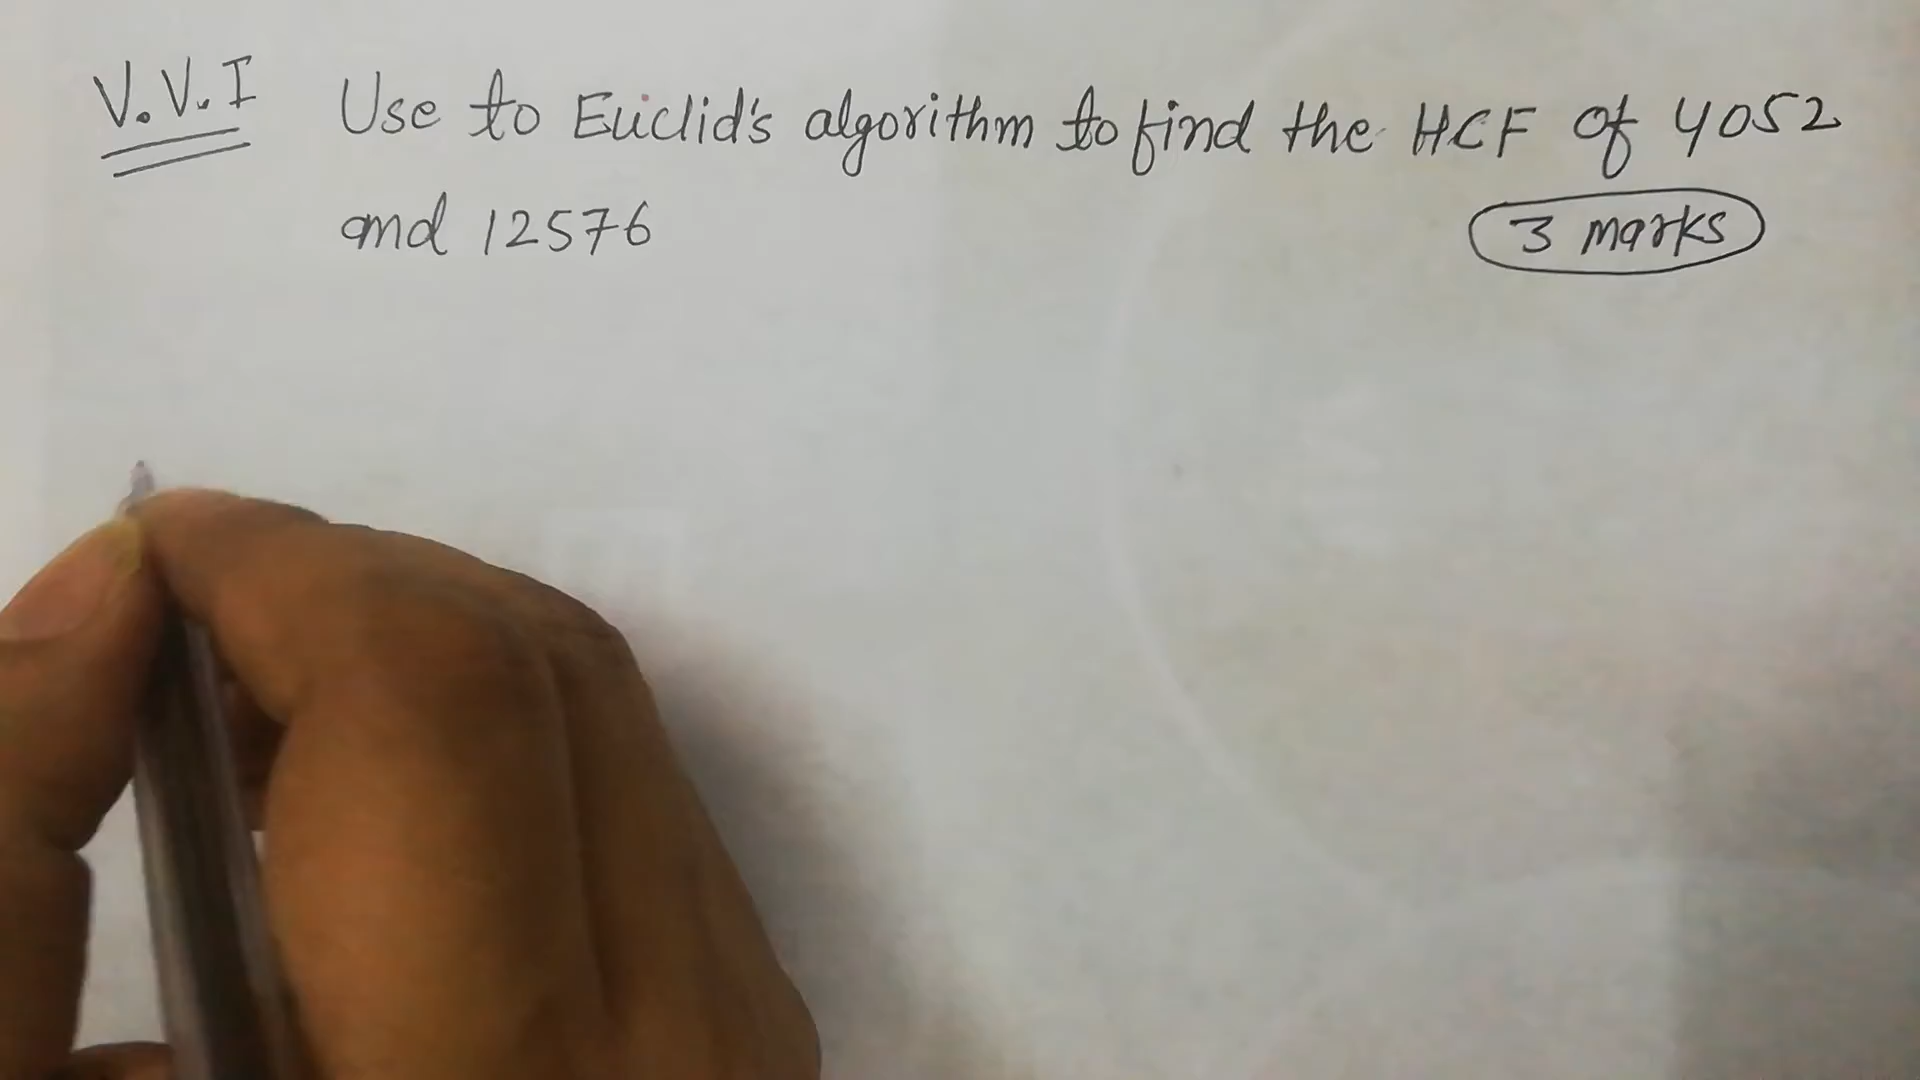 V.V.I Use to Euclid's algorithm to find the HCF of 4052
and 12576
3 marks